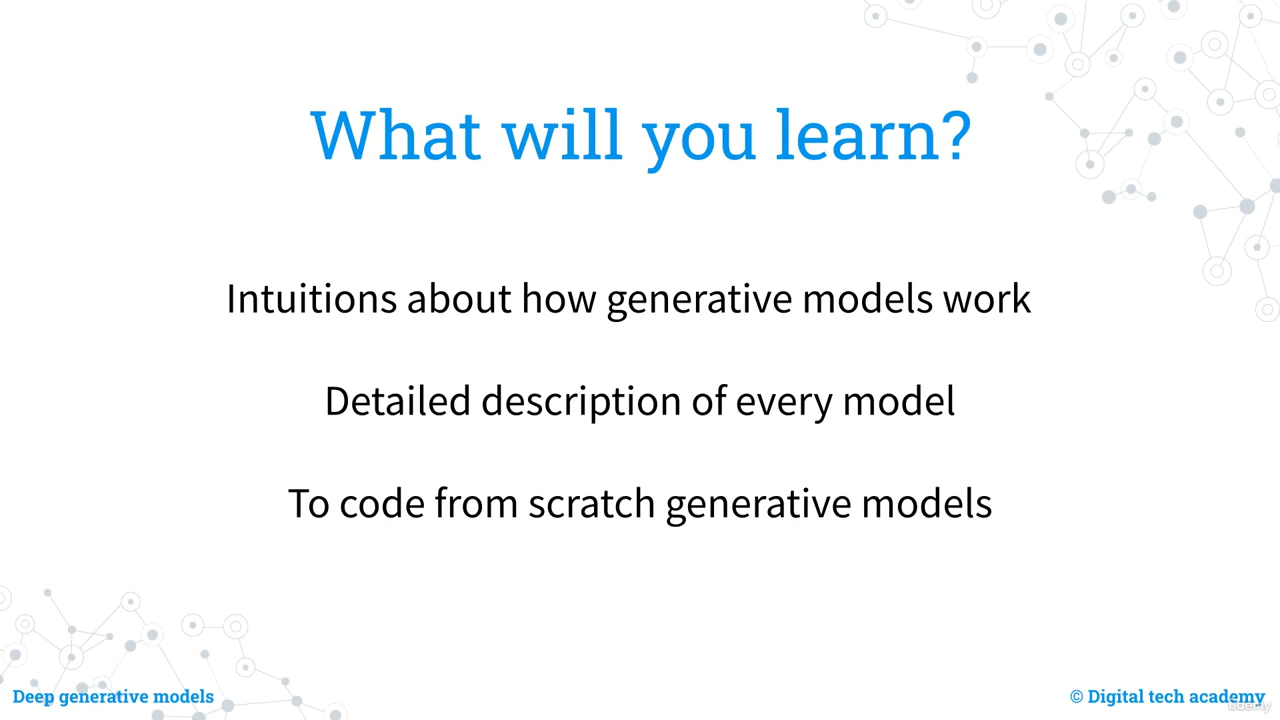 What will you learn?
Intuitions about how generative models work
Detailed description of every model
To code from scratch generative models
Deep generative models
© Digital tech academy
udemy